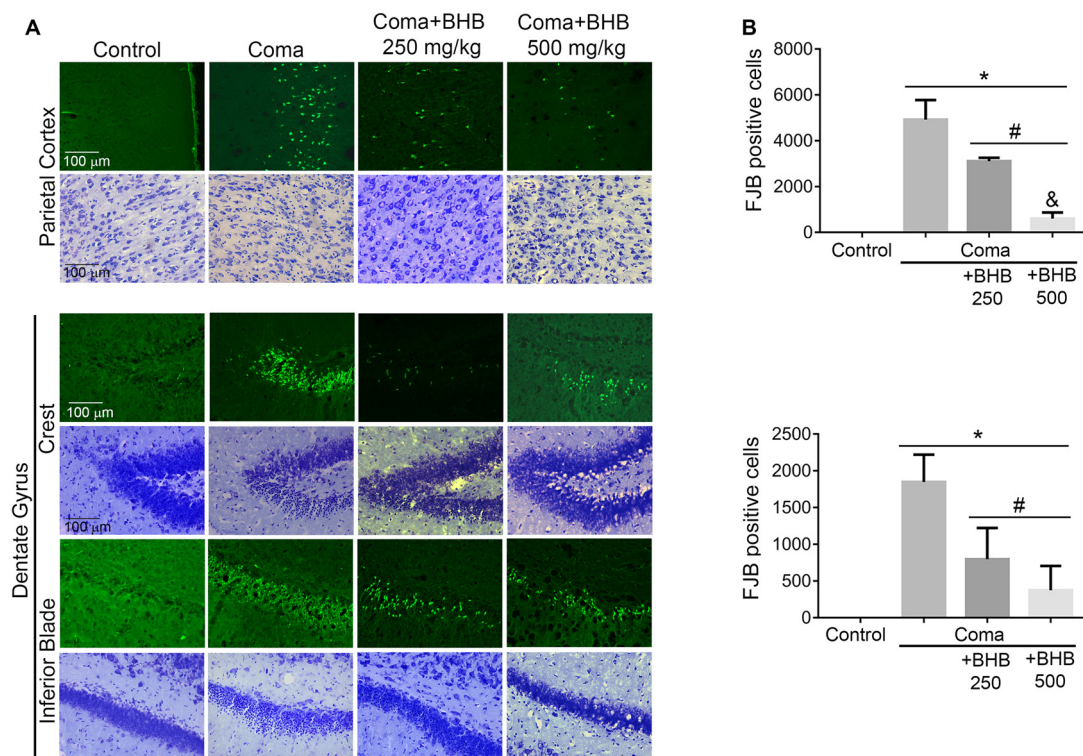 A
Control
Coma
Coma+BHB
250 mg/kg
Coma+BHB
500 mg/kg
Parietal Cortex
100 μm
100 μm
Dentate Gyrus
Crest
100 μm
100 μm
Inferior Blade
B
FJB positive cells
8000
6000
4000
2000
0
*
#
&
Control
Coma
+BHB
250
+BHB
500
FJB positive cells
2500
2000
1500
1000
500
0
*
#
Control
Coma
+BHB
250
+BHB
500